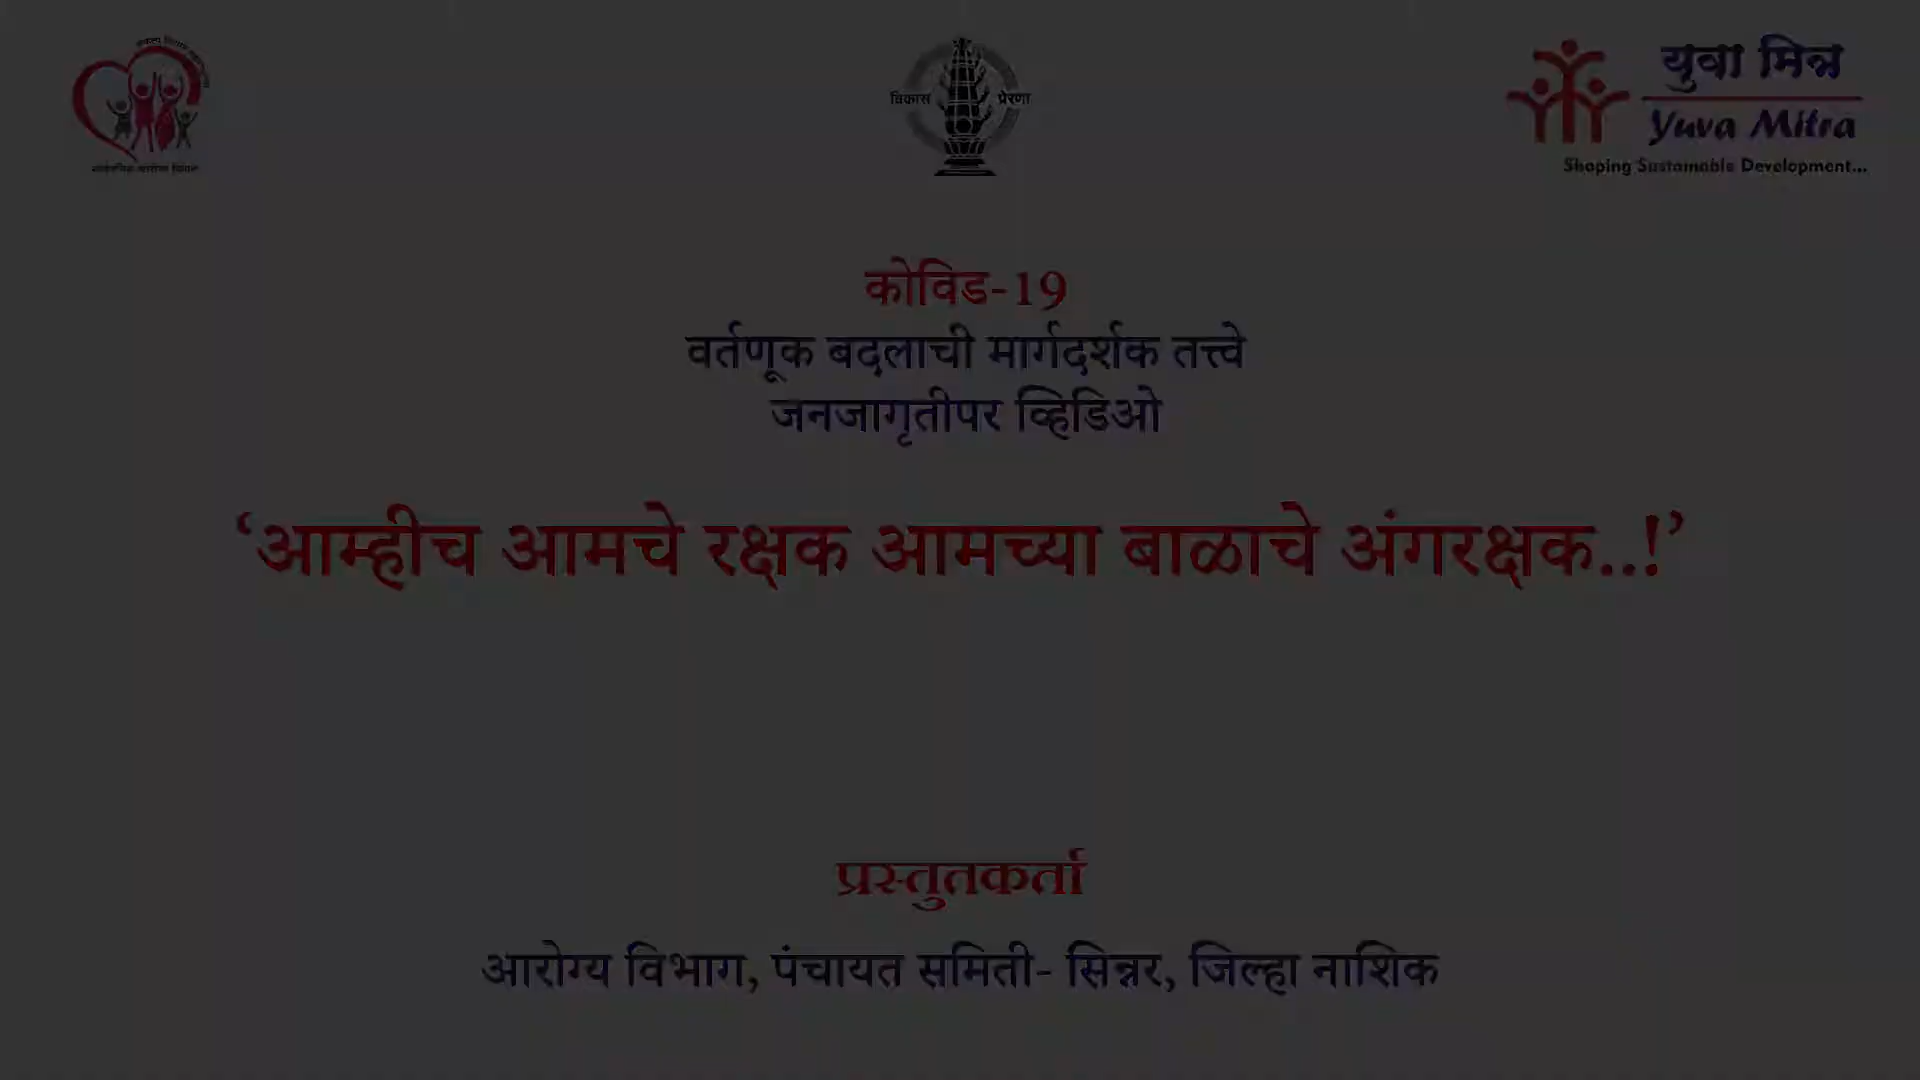 विकास प्रेरणा
युवा मित्र
Yuva Mitra
Shaping Sustainable Development...
कोविड-19
वर्तणूक बदलाची मार्गदर्शक तत्त्वे
जनजागृतीपर व्हिडिओ
‘आम्हीच आमचे रक्षक आमच्या बाळाचे अंगरक्षक..!’
प्रस्तुतकर्ता
आरोग्य विभाग, पंचायत समिती- सिन्नर, जिल्हा नाशिक